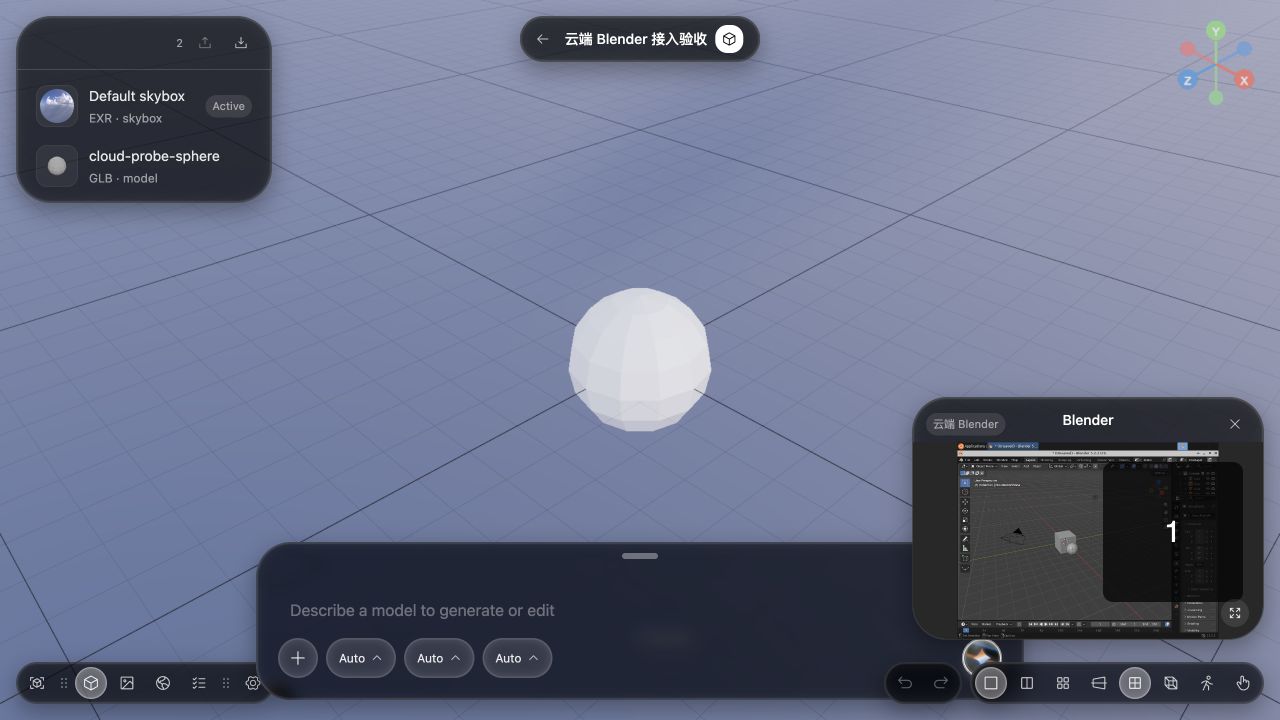 2
云端 Blender 接入验收
Y
Z
X
Default skybox
Active
EXR · skybox
cloud-probe-sphere
GLB · model
云端 Blender
Blender
1
Describe a model to generate or edit
Auto
Auto
Auto